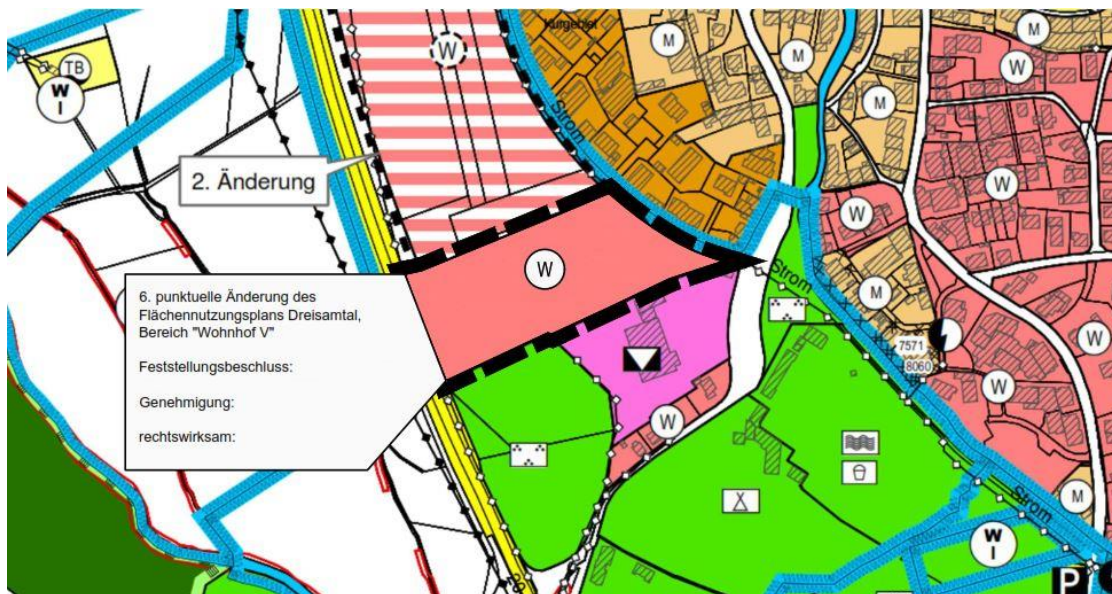 Kurgebiet
W
M
M
W
TB
W
I
M
Strom
2. Änderung
W
W
W
Strom
M
6. punktuelle Änderung des
Flächennutzungsplans Dreisamtal,
Bereich "Wohnhof V"
Feststellungsbeschluss:
Genehmigung:
rechtswirksam:
7571
8060
W
W
W
Strom
M
W
I
P